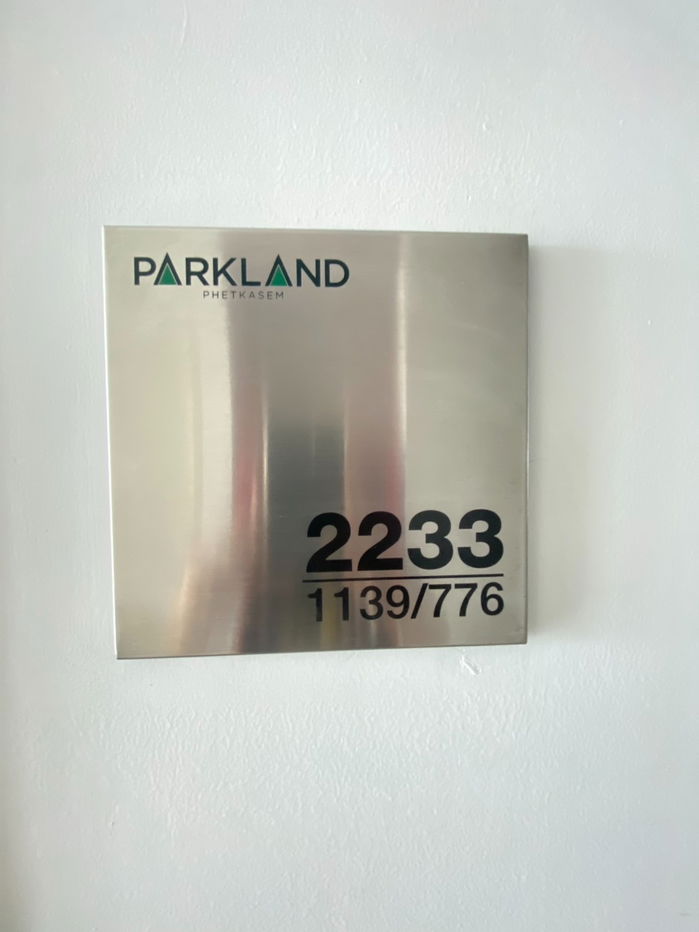 PARKLAND
PHETKASEM
2233
1139/776